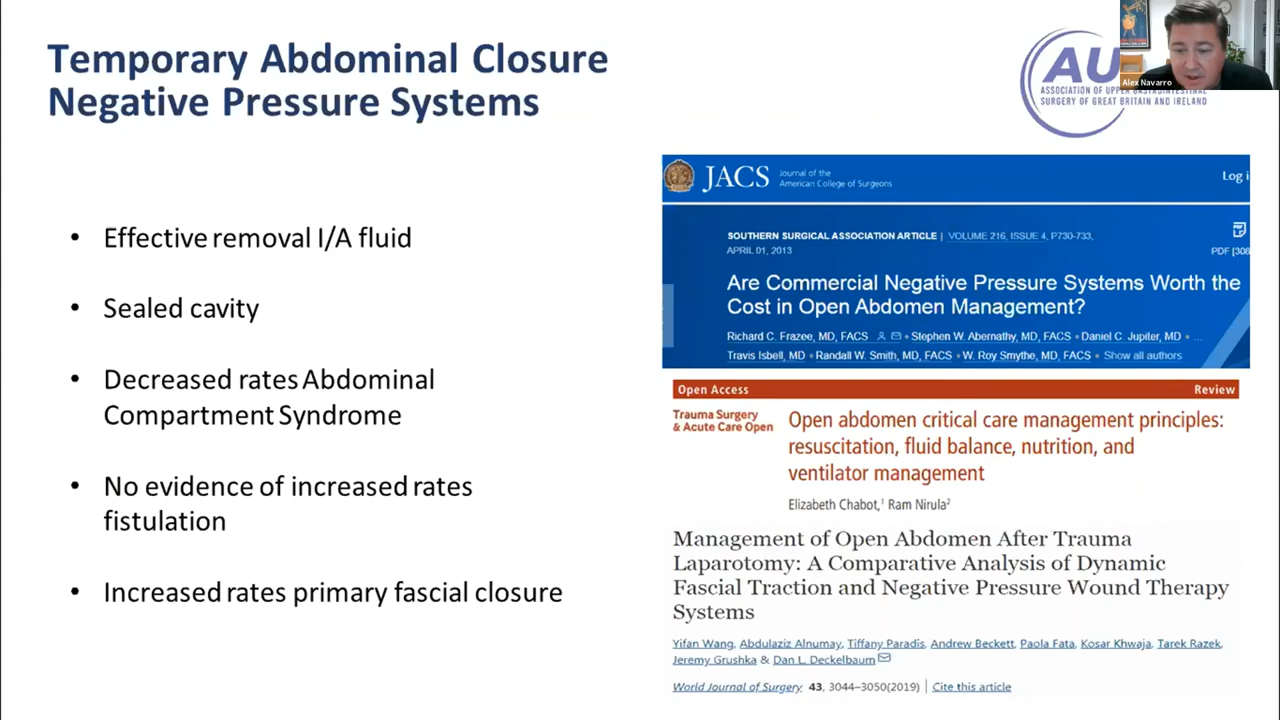 Temporary Abdominal Closure
Negative Pressure Systems
• Effective removal I/A fluid
• Sealed cavity
• Decreased rates Abdominal
Compartment Syndrome
• No evidence of increased rates
fistulation
• Increased rates primary fascial closure
Alex Navarro
AU
ASSOCIATION OF UPPER GASTROINTESTINAL
SURGERY OF GREAT BRITAIN AND IRELAND
JACS
Journal of the
American College of Surgeons
Log i
SOUTHERN SURGICAL ASSOCIATION ARTICLE | VOLUME 216, ISSUE 4, P730-733,
APRIL 01, 2013
PDF [308
Are Commercial Negative Pressure Systems Worth the
Cost in Open Abdomen Management?
Richard C. Frazee, MD, FACS • Stephen W. Abernathy, MD, FACS • Daniel C. Jupiter, MD • ...
Travis Isbell, MD • Randall W. Smith, MD, FACS • W. Roy Smythe, MD, FACS • Show all authors
Open Access
Review
Trauma Surgery
& Acute Care Open
Open abdomen critical care management principles:
resuscitation, fluid balance, nutrition, and
ventilator management
Elizabeth Chabot,¹ Ram Nirula²
Management of Open Abdomen After Trauma
Laparotomy: A Comparative Analysis of Dynamic
Fascial Traction and Negative Pressure Wound Therapy
Systems
Yifan Wang, Abdulaziz Alnumay, Tiffany Paradis, Andrew Beckett, Paola Fata, Kosar Khwaja, Tarek Razek,
Jeremy Grushka & Dan L. Deckelbaum
World Journal of Surgery 43, 3044–3050(2019) | Cite this article